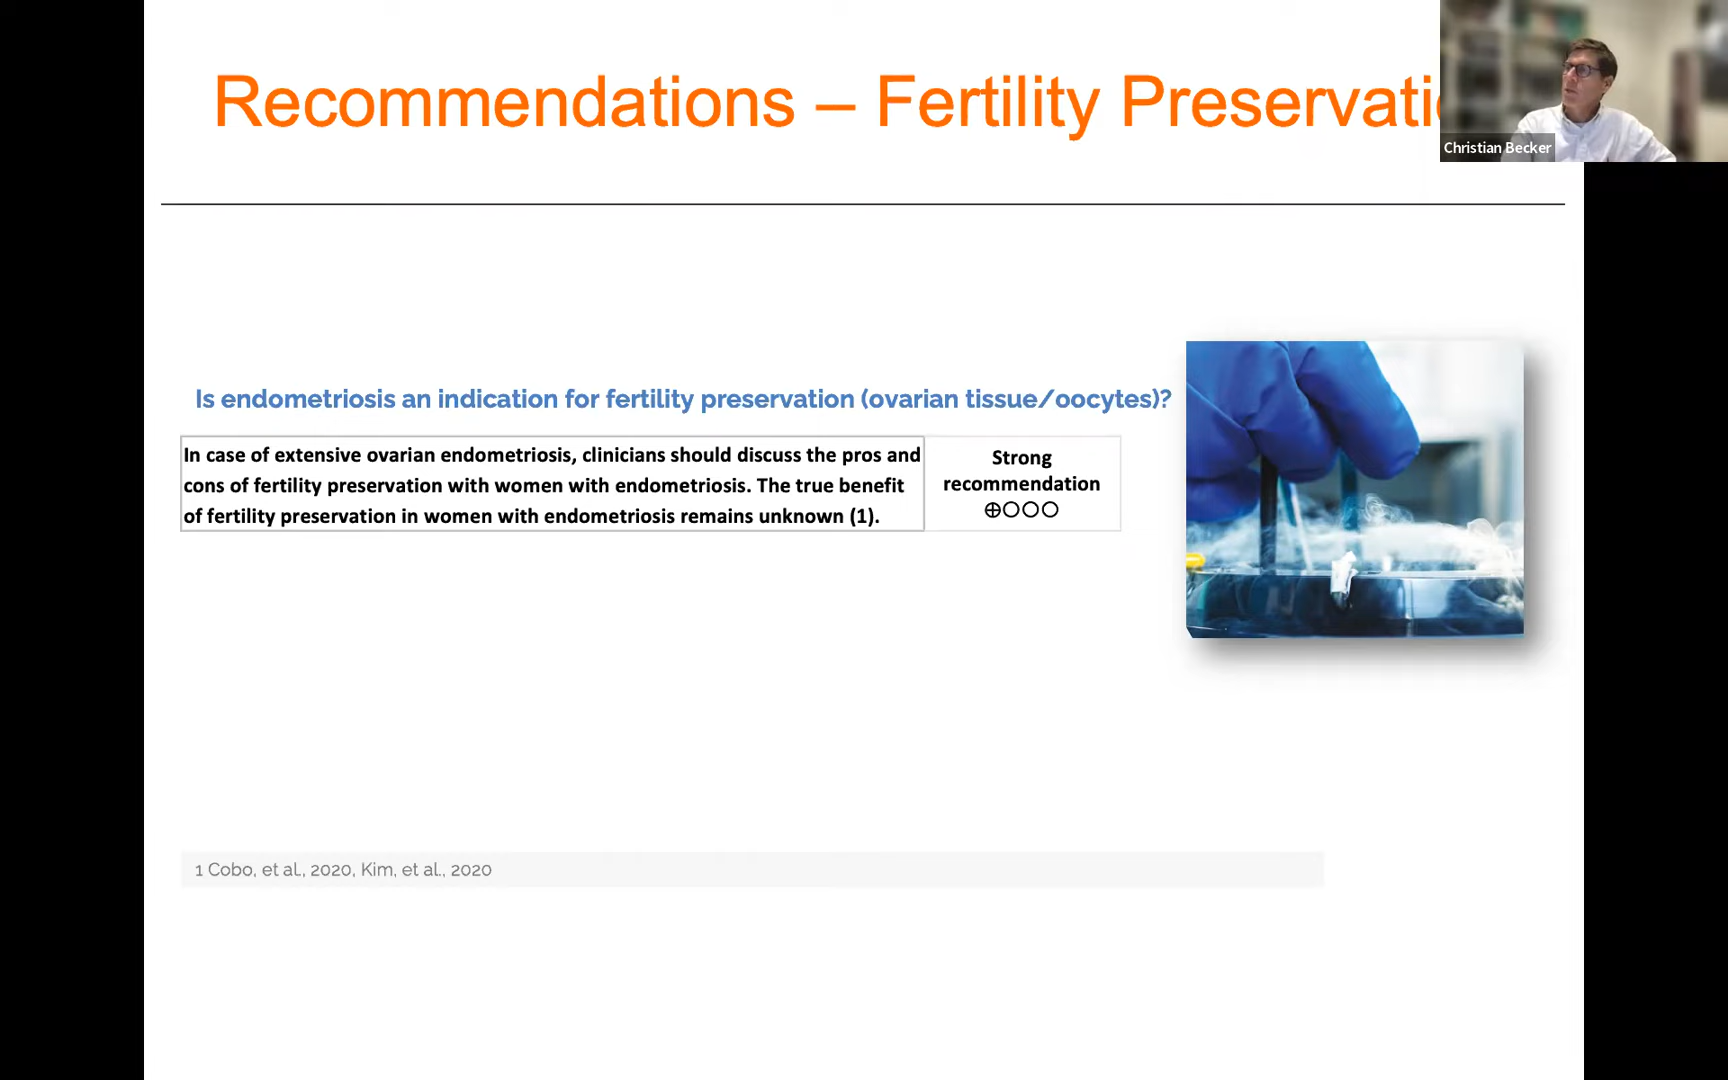 Recommendations – Fertility Preservati
Christian Becker
Is endometriosis an indication for fertility preservation (ovarian tissue/oocytes)?
In case of extensive ovarian endometriosis, clinicians should discuss the pros and
cons of fertility preservation with women with endometriosis. The true benefit
of fertility preservation in women with endometriosis remains unknown (1).
Strong
recommendation
⊕○○○
1 Cobo, et al., 2020, Kim, et al., 2020